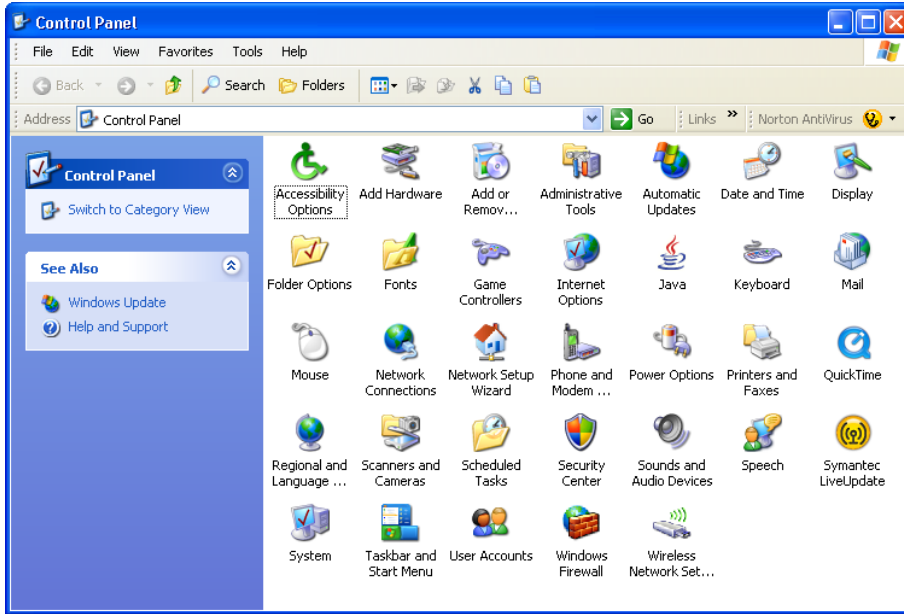 Control Panel
File Edit View Favorites Tools Help
Back Search Folders
Address Control Panel Go Links » Norton AntiVirus
Control Panel
Switch to Category View
See Also
Windows Update
Help and Support
Accessibility Options
Add Hardware
Add or Remov...
Administrative Tools
Automatic Updates
Date and Time
Display
Folder Options
Fonts
Game Controllers
Internet Options
Java
Keyboard
Mail
Mouse
Network Connections
Network Setup Wizard
Phone and Modem ...
Power Options
Printers and Faxes
QuickTime
Regional and Language ...
Scanners and Cameras
Scheduled Tasks
Security Center
Sounds and Audio Devices
Speech
Symantec LiveUpdate
System
Taskbar and Start Menu
User Accounts
Windows Firewall
Wireless Network Set...